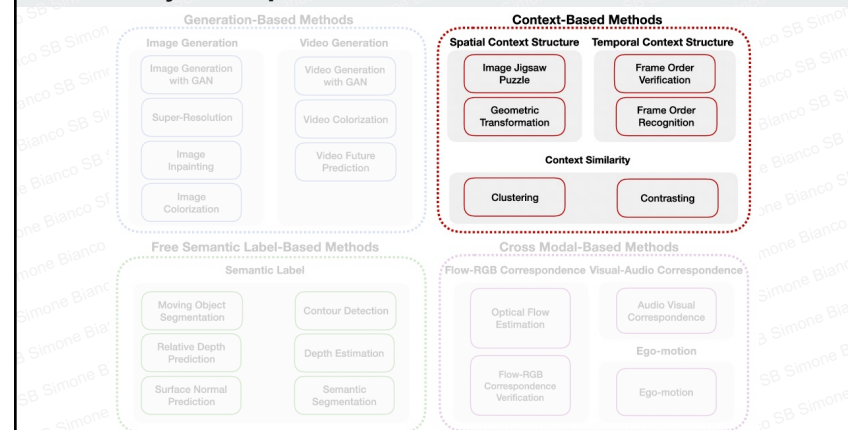 Generation-Based Methods
Image Generation
Video Generation
Image Generation
with GAN
Super-Resolution
Image
Inpainting
Image
Colorization
Video Generation
with GAN
Video Colorization
Video Future
Prediction
Context-Based Methods
Spatial Context Structure
Temporal Context Structure
Image Jigsaw
Puzzle
Geometric
Transformation
Frame Order
Verification
Frame Order
Recognition
Context Similarity
Clustering
Contrasting
Free Semantic Label-Based Methods
Semantic Label
Moving Object
Segmentation
Relative Depth
Prediction
Surface Normal
Prediction
Contour Detection
Depth Estimation
Semantic
Segmentation
Cross Modal-Based Methods
Flow-RGB Correspondence
Visual-Audio Correspondence
Optical Flow
Estimation
Flow-RGB
Correspondence
Verification
Audio Visual
Correspondence
Ego-motion
Ego-motion